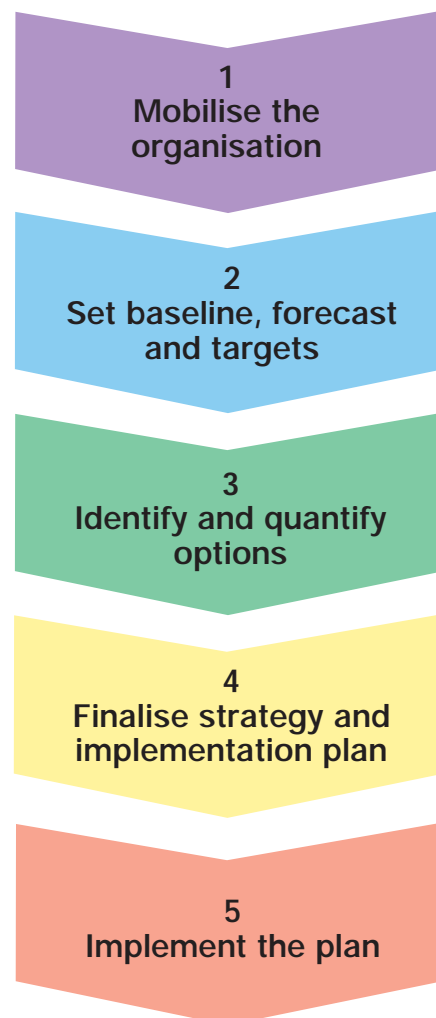 1
Mobilise the
organisation
2
Set baseline, forecast
and targets
3
Identify and quantify
options
4
Finalise strategy and
implementation plan
5
Implement the plan